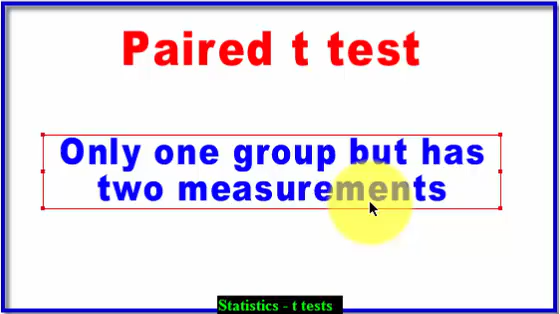 Paired t test
Only one group but has
two measurements
Statistics - t tests